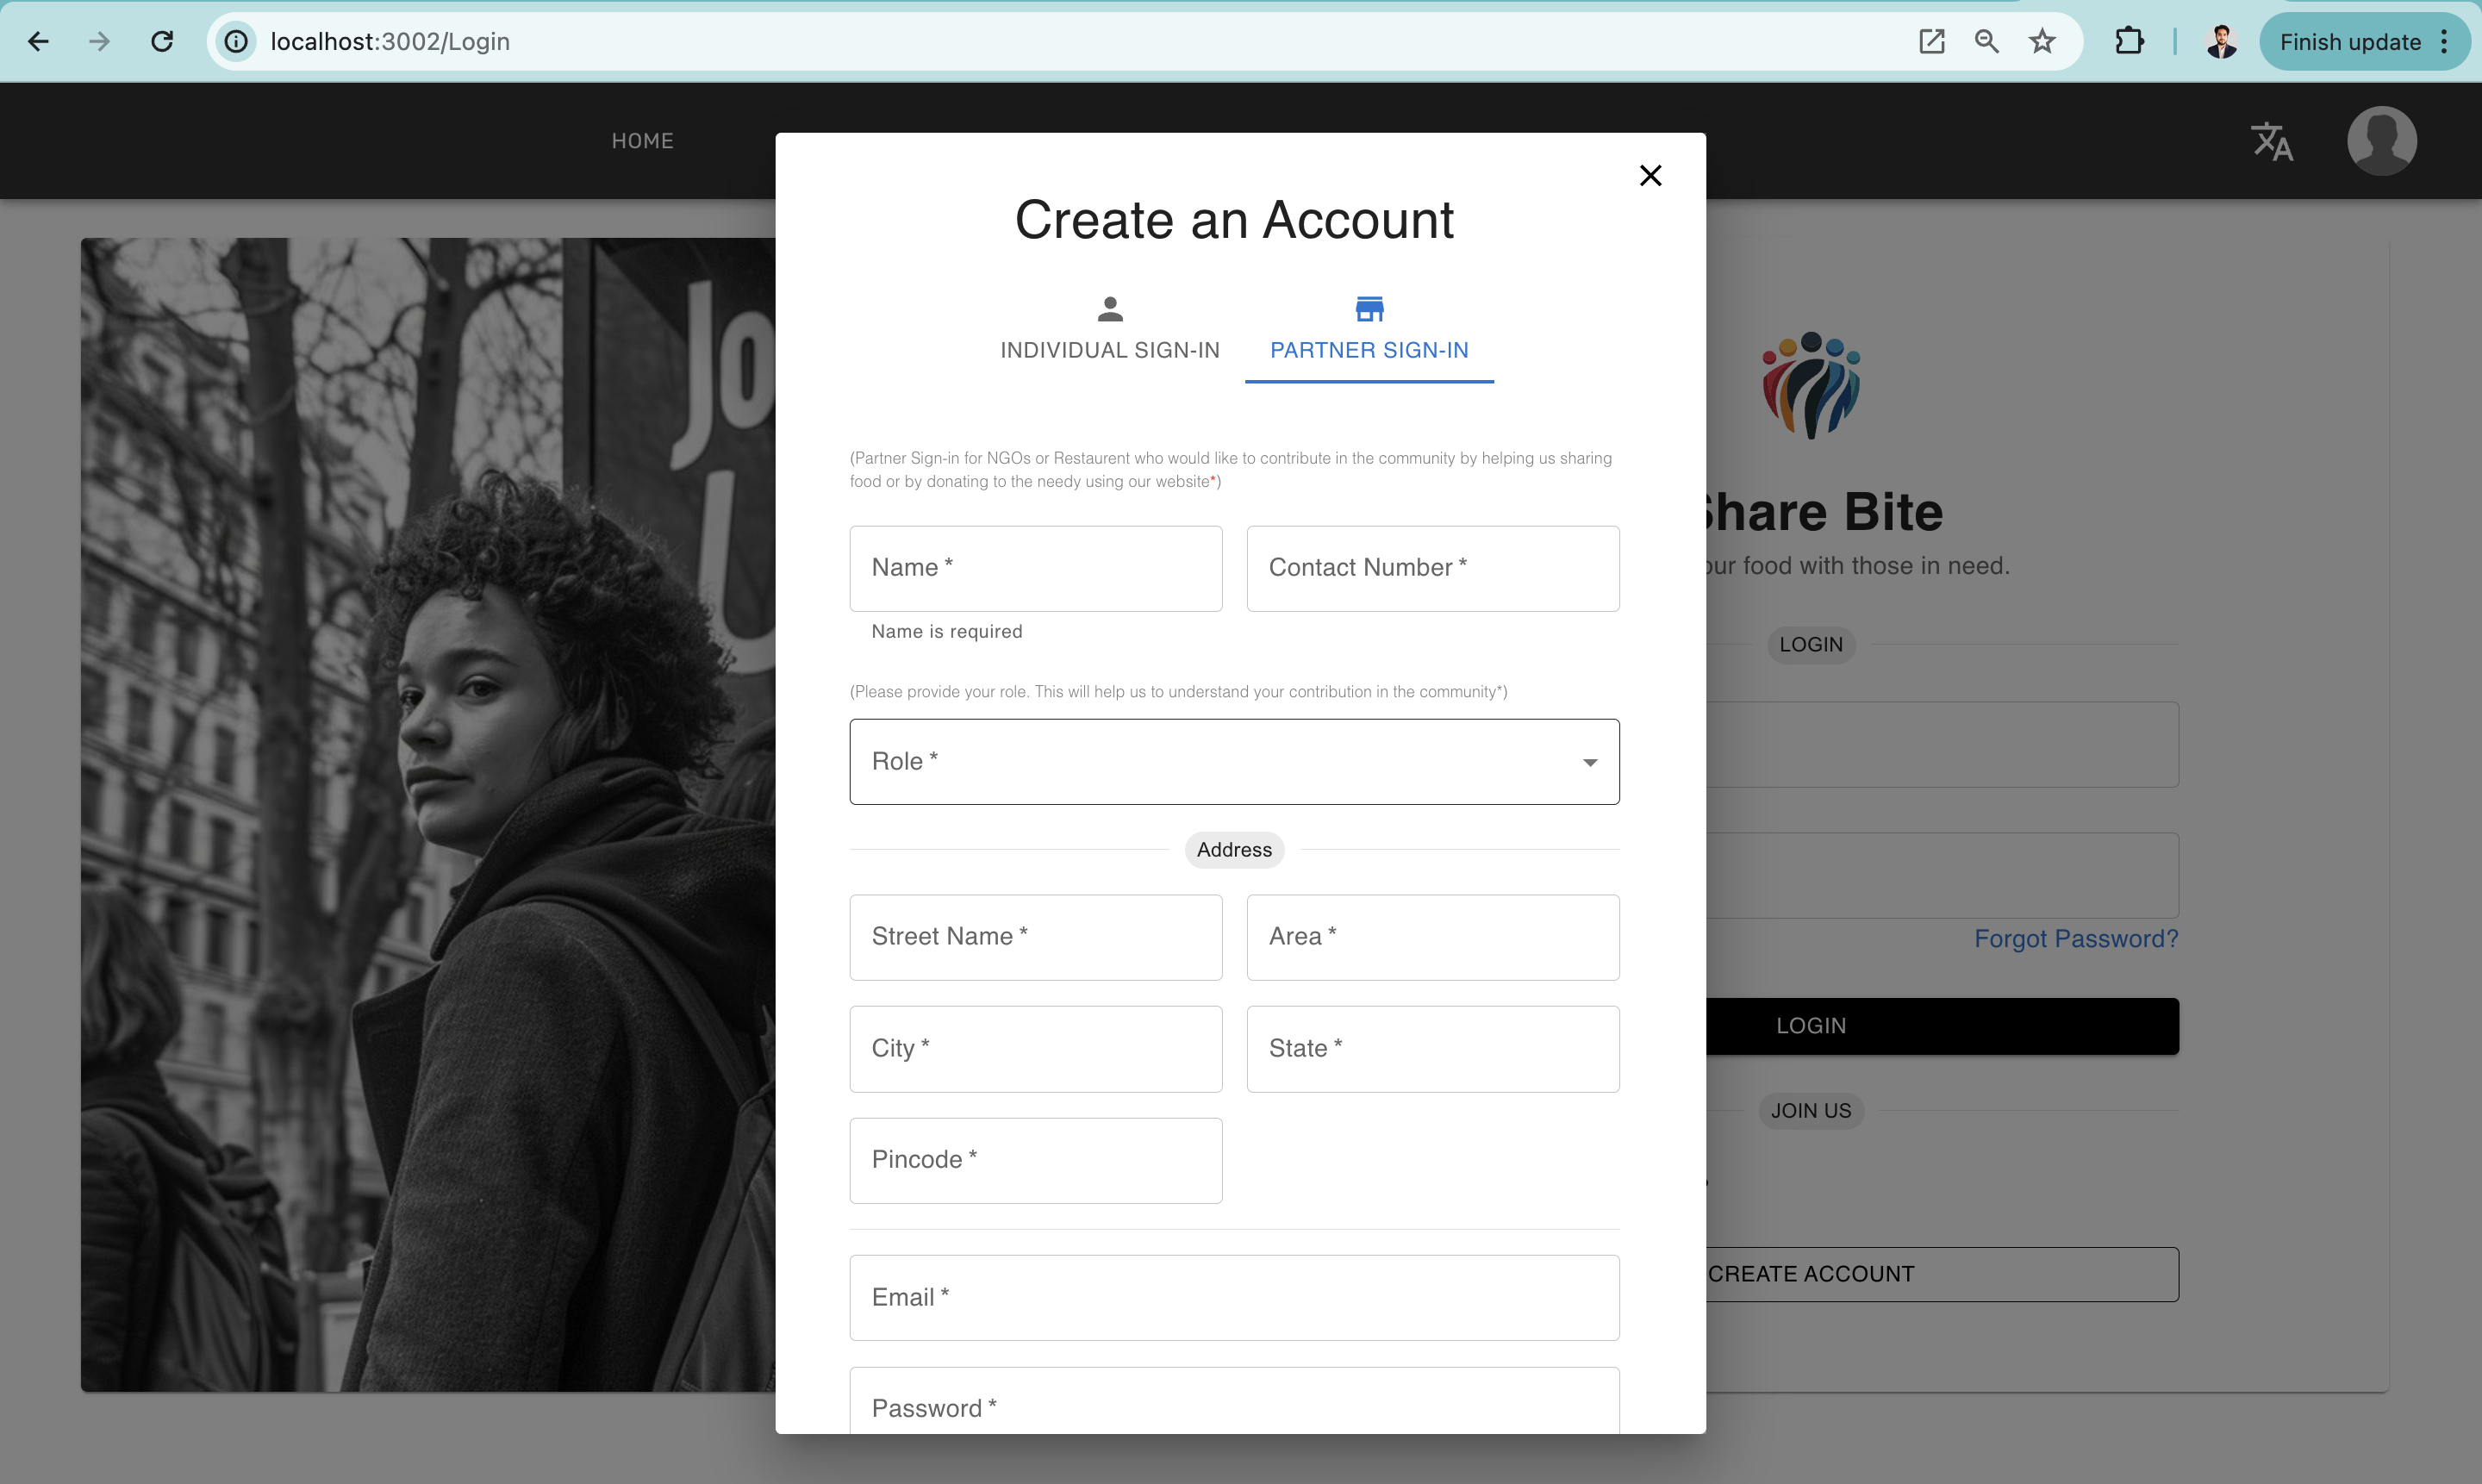 localhost:3002/Login
Finish update
HOME
Create an Account
INDIVIDUAL SIGN-IN
PARTNER SIGN-IN
(Partner Sign-in for NGOs or Restaurent who would like to contribute in the community by helping us sharing
food or by donating to the needy using our website*)
Name *
Contact Number *
Name is required
(Please provide your role. This will help us to understand your contribution in the community*)
Role *
Address
Street Name *
Area *
City *
State *
Pincode *
Email *
Password *
Share Bite
our food with those in need.
LOGIN
Forgot Password?
LOGIN
JOIN US
CREATE ACCOUNT